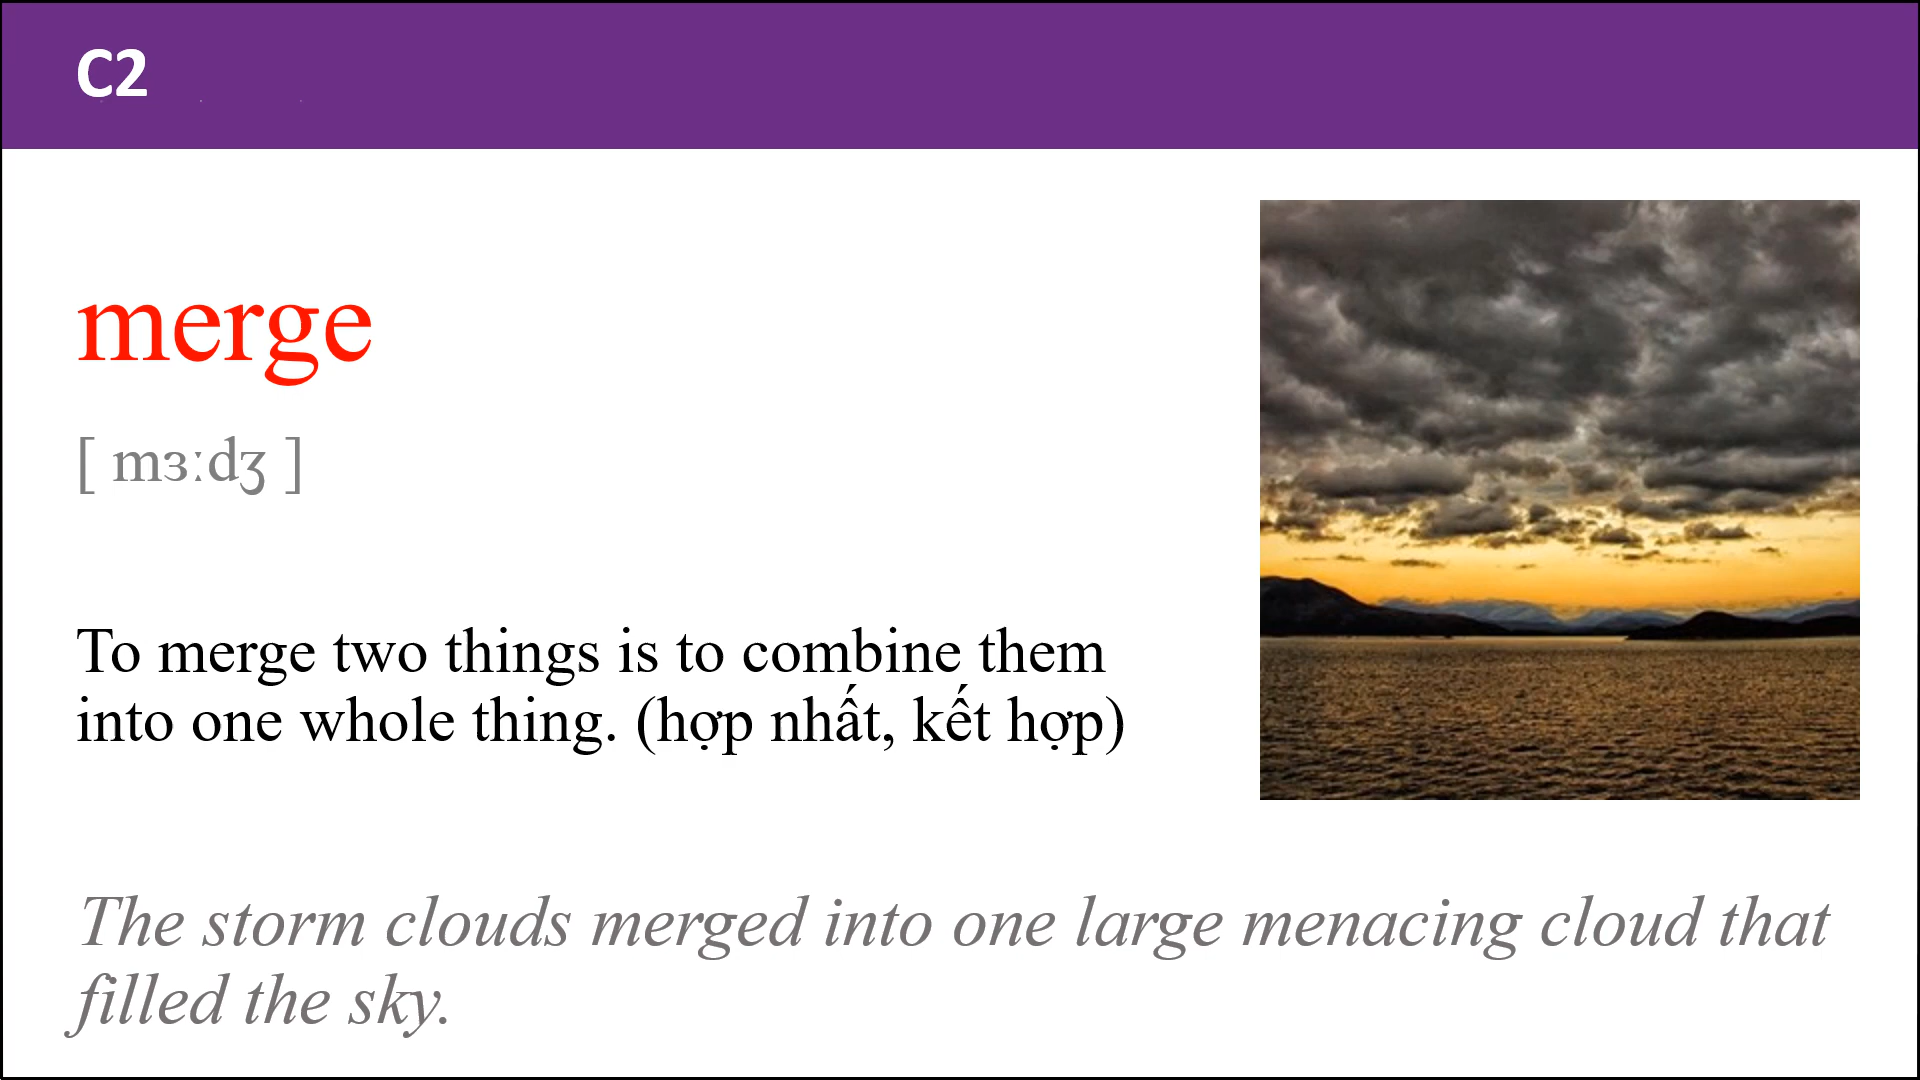 C2
merge
[ mɜːdʒ ]
To merge two things is to combine them
into one whole thing. (hợp nhất, kết hợp)
The storm clouds merged into one large menacing cloud that
filled the sky.